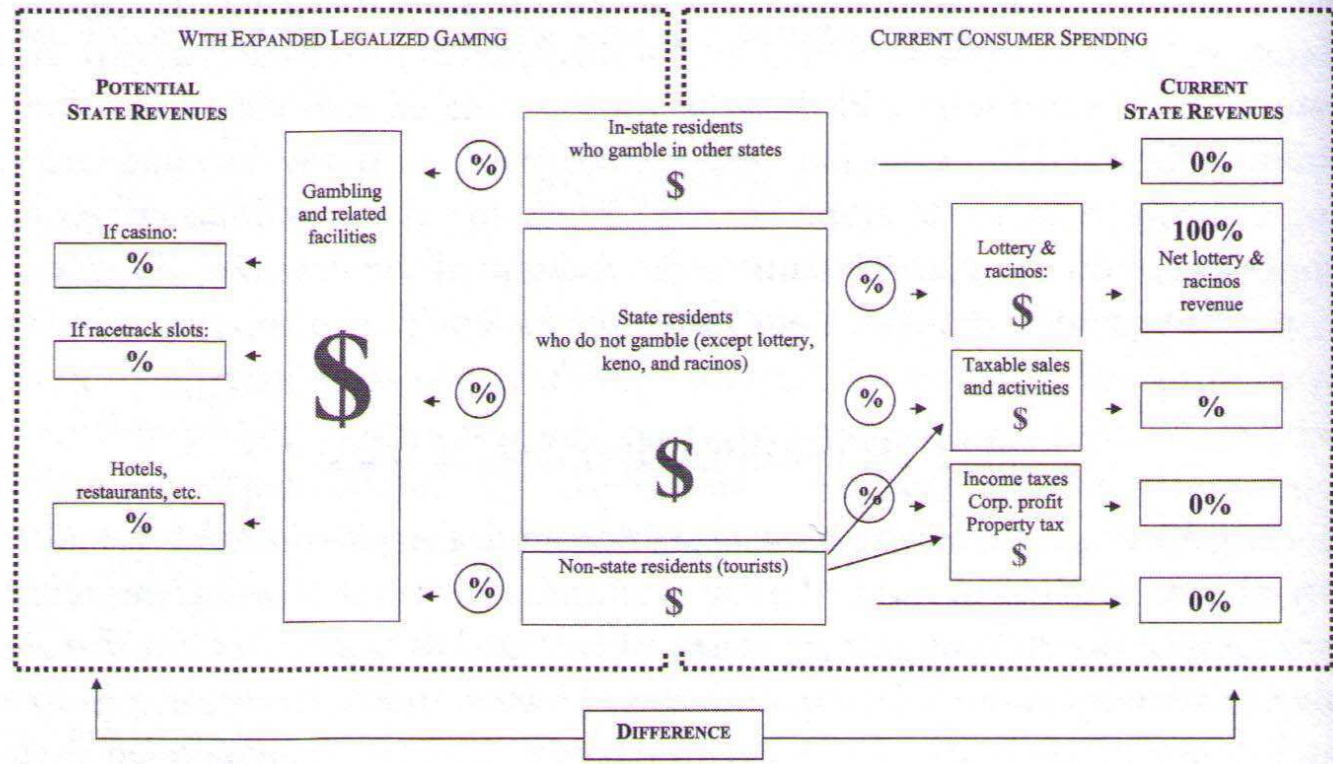 WITH EXPANDED LEGALIZED GAMING
POTENTIAL
STATE REVENUES
If casino:
%
If racetrack slots:
%
Hotels,
restaurants, etc.
%
Gambling
and related
facilities
$
%
%
%
In-state residents
who gamble in other states
$
State residents
who do not gamble (except lottery,
keno, and racinos)
$
Non-state residents (tourists)
$
CURRENT CONSUMER SPENDING
%
%
%
Lottery &
racinos:
$
Taxable sales
and activities
$
Income taxes
Corp. profit
Property tax
$
CURRENT
STATE REVENUES
0%
100%
Net lottery &
racinos
revenue
%
0%
0%
DIFFERENCE